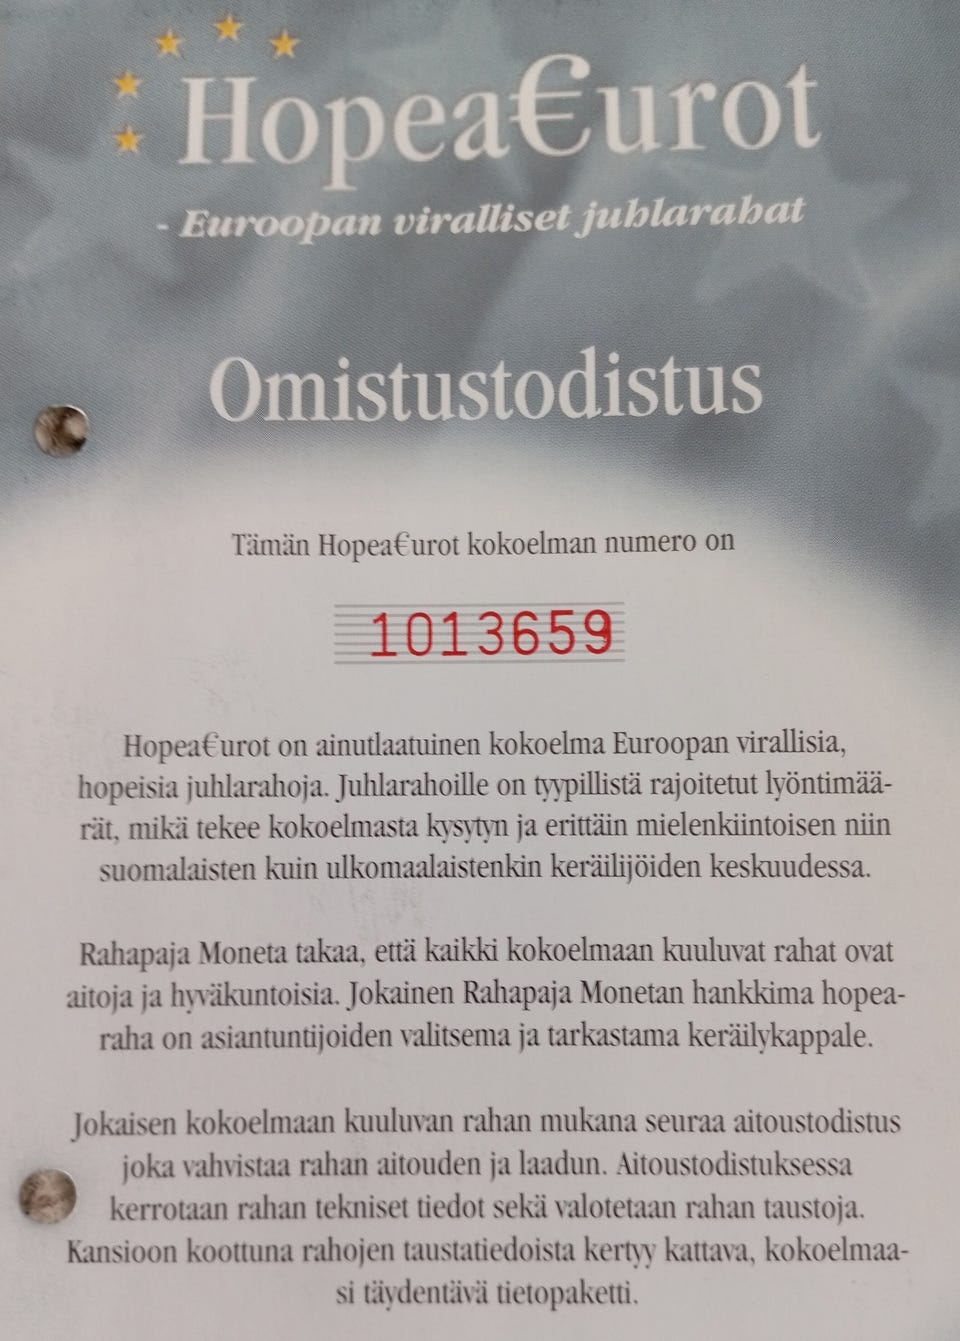 Hopea€urot
- Euroopan viralliset juhlarahat
Omistustodistus
Tämän Hopea€urot kokoelman numero on
1013659
Hopea€urot on ainutlaatuinen kokoelma Euroopan virallisia,
hopeisia juhlarahoja. Juhlarahoille on tyypillistä rajoitetut lyöntimää-
rät, mikä tekee kokoelmasta kysytyn ja erittäin mielenkiintoisen niin
suomalaisten kuin ulkomaalaistenkin keräilijöiden keskuudessa.
Rahapaja Moneta takaa, että kaikki kokoelmaan kuuluvat rahat ovat
aitoja ja hyväkuntoisia. Jokainen Rahapaja Monetan hankkima hopea-
raha on asiantuntijoiden valitsema ja tarkastama keräilykappale.
Jokaisen kokoelmaan kuuluvan rahan mukana seuraa aitoustodistus
joka vahvistaa rahan aitouden ja laadun. Aitoustodistuksessa
kerrotaan rahan tekniset tiedot sekä valotetaan rahan taustoja.
Kansioon koottuna rahojen taustatiedoista kertyy kattava, kokoelmaa-
si täydentävä tietopaketti.